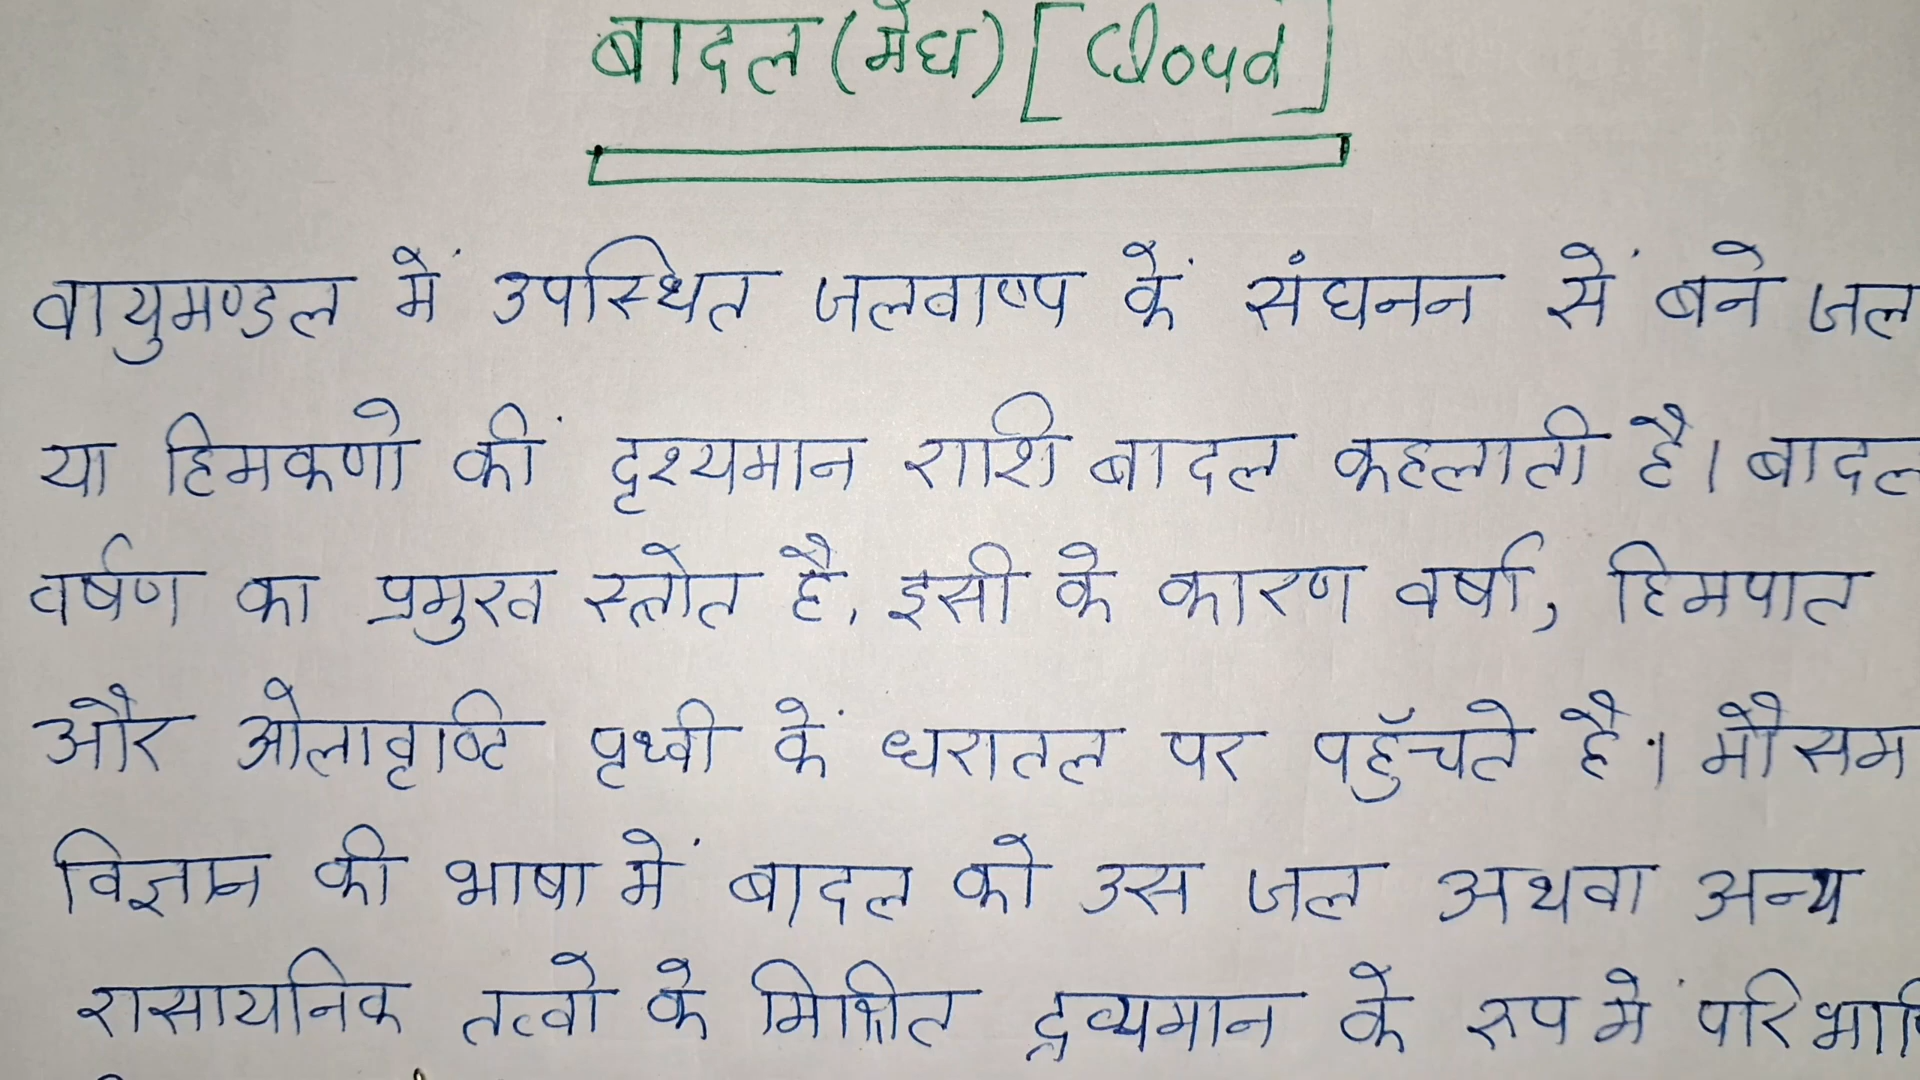 बादल (मेघ) [Cloud]
वायुमण्डल में उपस्थित जलवाष्प कें संघनन सें बने जल
या हिमकणो कीं दृश्यमान राशि बादल कहलाती है। बादल
वर्षण का प्रमुख स्त्तोत है, इसी के कारण वर्षा, हिमपात
और ओलावृष्टि पृथ्वी कें धरातल पर पहुँचते है। मौसम
विज्ञान की भाषा में बादल को उस जल अथवा अन्य
रासायनिक तत्वो के मिश्रीत द्रव्यमान के रूप में परिभाषि